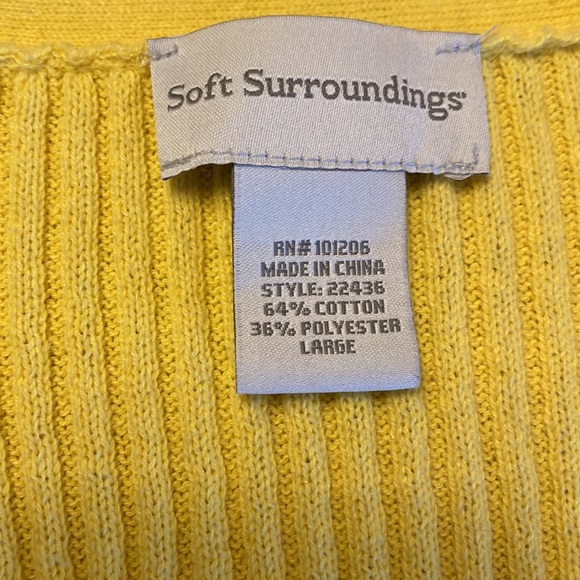 Soft Surroundings®
RN# 101206
MADE IN CHINA
STYLE: 22436
64% COTTON
36% POLYESTER
LARGE